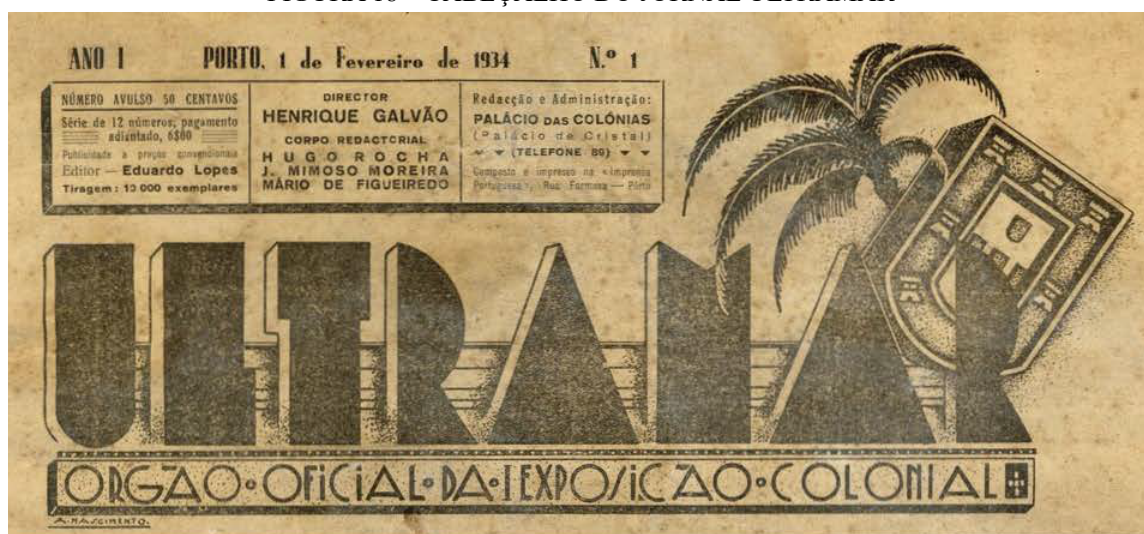 ANO I PORTO, 1 de Fevereiro de 1934 N.º 1
NÚMERO AVULSO 50 CENTAVOS
Série de 12 números, pagamento
adiantado, 6$00
Publicidade a preços convencionais
Editor — Eduardo Lopes
Tiragem : 000 exemplares
DIRECTOR
HENRIQUE GALVÃO
CORPO REDACTORIAL
HUGO ROCHA
J. MIMOSO MOREIRA
MÁRIO DE FIGUEIREDO
Redacção e Administração:
PALÁCIO DAS COLÓNIAS
(Palácio de Cristal)
(TELEFONE 89)
Composto e impresso na «Imprensa
Portuguesa», Rua Formosa — Pôrto
ULTRAMAR
ORGÃO • OFICIAL • DA • I EXPOSIÇÃO • COLONIAL
A. NASCIMENTO.